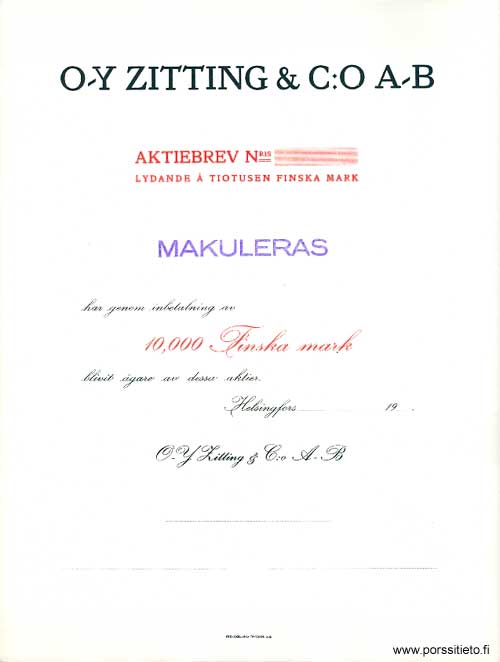 O-Y ZITTING & C:O A-B
AKTIEBREV NRIS
LYDANDE Å TIOTUSEN FINSKA MARK
MAKULERAS
har genom inbetalning av
10,000 Finska mark
blivit ägare av dessa aktier.
Helsingfors 19 .
O-Y Zitting & C:o A-B
www.porssitieto.fi